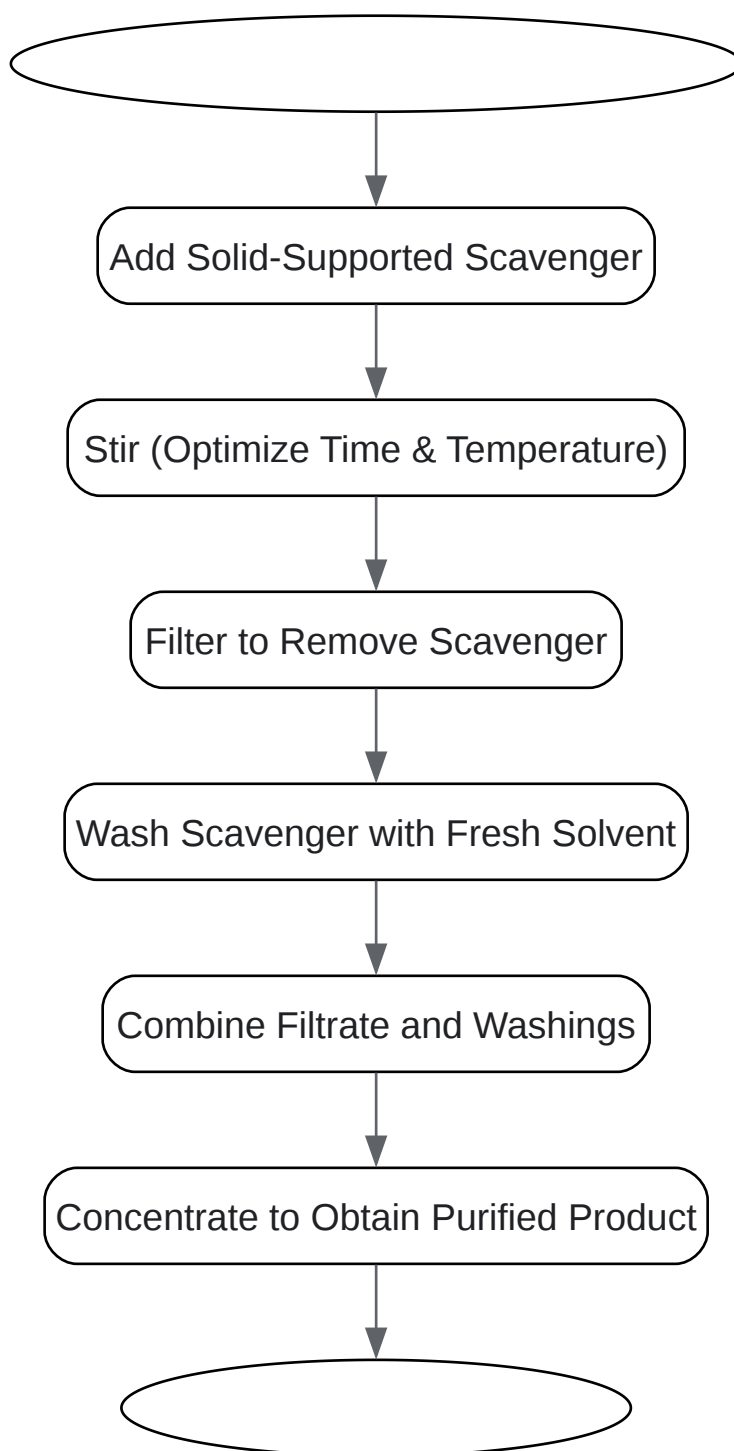 Add Solid-Supported Scavenger
Stir (Optimize Time & Temperature)
Filter to Remove Scavenger
Wash Scavenger with Fresh Solvent
Combine Filtrate and Washings
Concentrate to Obtain Purified Product